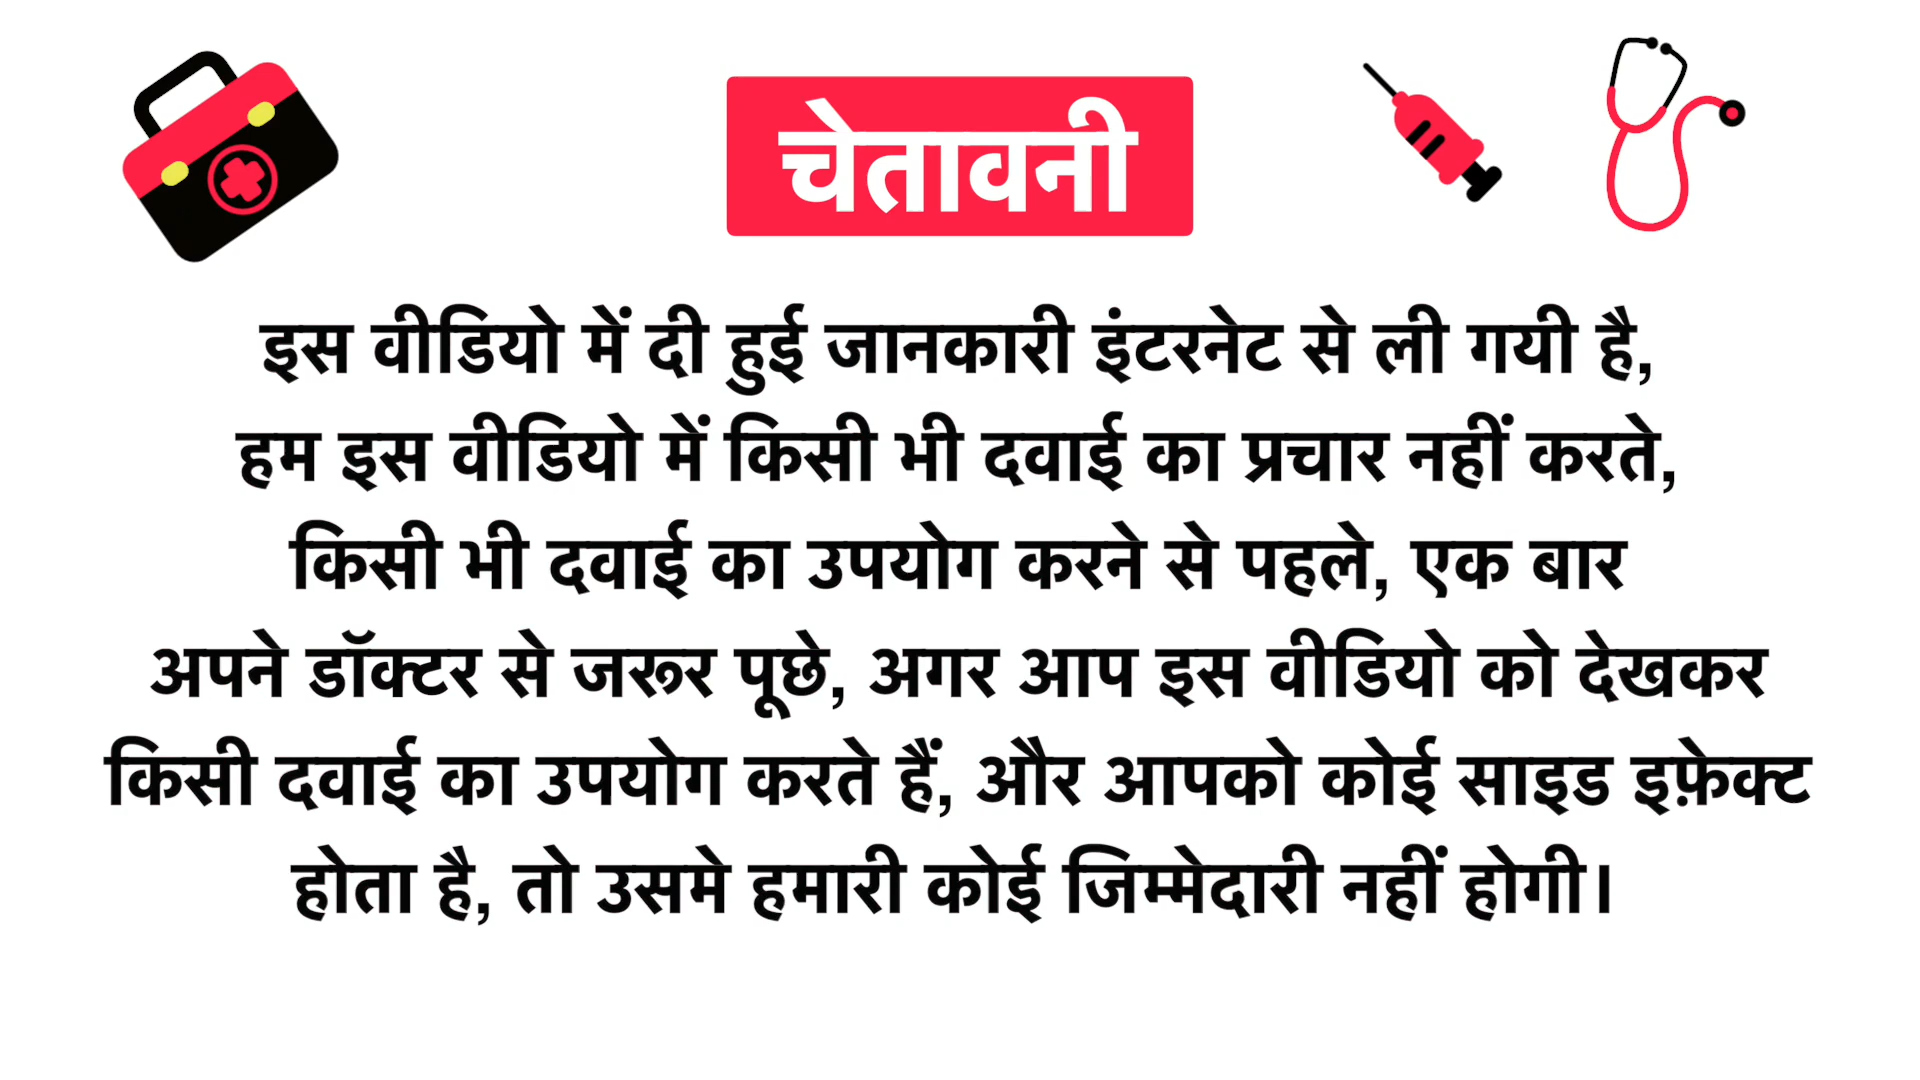 चेतावनी
इस वीडियो में दी हुई जानकारी इंटरनेट से ली गयी है,
हम इस वीडियो में किसी भी दवाई का प्रचार नहीं करते,
किसी भी दवाई का उपयोग करने से पहले, एक बार
अपने डॉक्टर से जरूर पूछे, अगर आप इस वीडियो को देखकर
किसी दवाई का उपयोग करते हैं, और आपको कोई साइड इफ़ेक्ट
होता है, तो उसमे हमारी कोई जिम्मेदारी नहीं होगी।